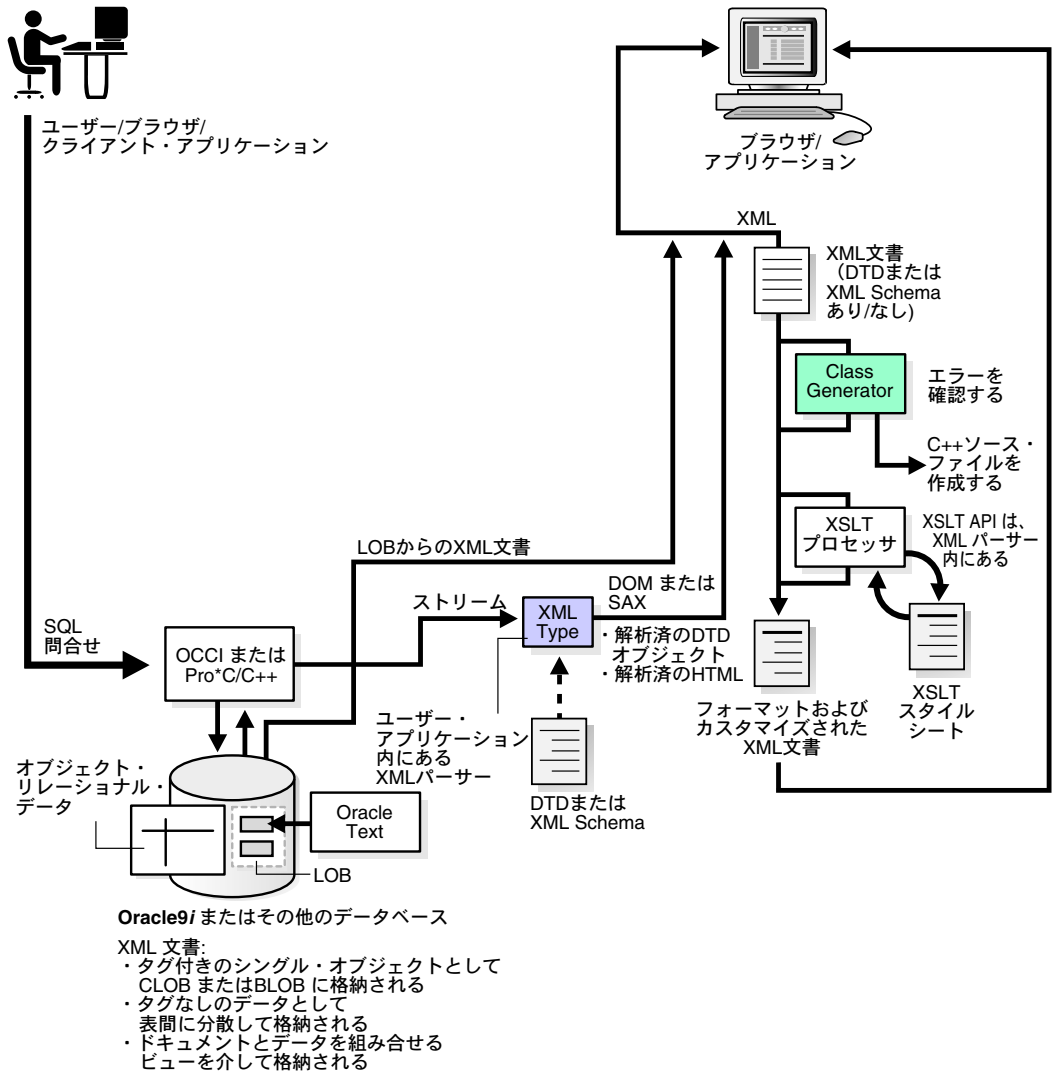 ユーザー/ブラウザ/
クライアント・アプリケーション
ブラウザ/
アプリケーション
XML
XML文書
（DTDまたは
XML Schema
あり/なし)
Class
Generator
エラーを
確認する
C++ソース・
ファイルを
作成する
XSLT
プロセッサ
XSLT API は、
XML パーサー
内にある
LOBからのXML文書
ストリーム
XML
Type
DOM または
SAX
・解析済のDTD
オブジェクト
・解析済のHTML
SQL
問合せ
OCCI または
Pro*C/C++
XSLT
スタイル
シート
フォーマットおよび
カスタマイズされた
XML文書
ユーザー・
アプリケーション
内にある
XMLパーサー
DTDまたは
XML Schema
オブジェクト・
リレーショナル・
データ
Oracle
Text
LOB
Oracle9i またはその他のデータベース
XML 文書:
・タグ付きのシングル・オブジェクトとして
CLOB またはBLOB に格納される
・タグなしのデータとして
表間に分散して格納される
・ドキュメントとデータを組み合せる
ビューを介して格納される